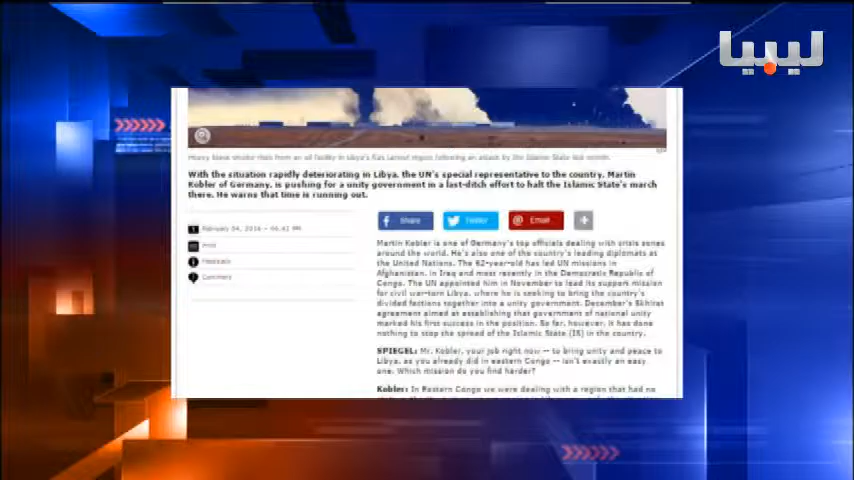 ليبيا
Heavy black smoke rises from an oil facility in Libya's Ras Lanouf region following an attack by the Islamic State last month.
With the situation rapidly deteriorating in Libya, the UN's special representative to the country, Martin
Kobler of Germany, is pushing for a unity government in a last-ditch effort to halt the Islamic State's march
there. He warns that time is running out.
Share
Twitter
Email
February 04, 2016 – 06:42 PM
Print
Feedback
Comment
Martin Kobler is one of Germany's top officials dealing with crisis zones
around the world. He's also one of the country's leading diplomats at
the United Nations. The 62-year-old has led UN missions in
Afghanistan, in Iraq and most recently in the Democratic Republic of
Congo. The UN appointed him in November to lead its support mission
for civil war-torn Libya, where he is seeking to bring the country's
divided factions together into a unity government. December's Skhirat
agreement aimed at establishing that government of national unity
marked his first success in the position. So far, however, it has done
nothing to stop the spread of the Islamic State (IS) in the country.
SPIEGEL: Mr. Kobler, your job right now -- to bring unity and peace to
Libya, as you already did in eastern Congo -- isn't exactly an easy
one. Which mission do you find harder?
Kobler: In Eastern Congo we were dealing with a region that had no